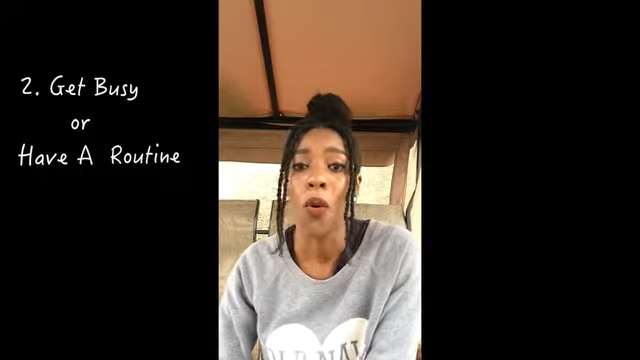 2. Get Busy
or
Have A Routine